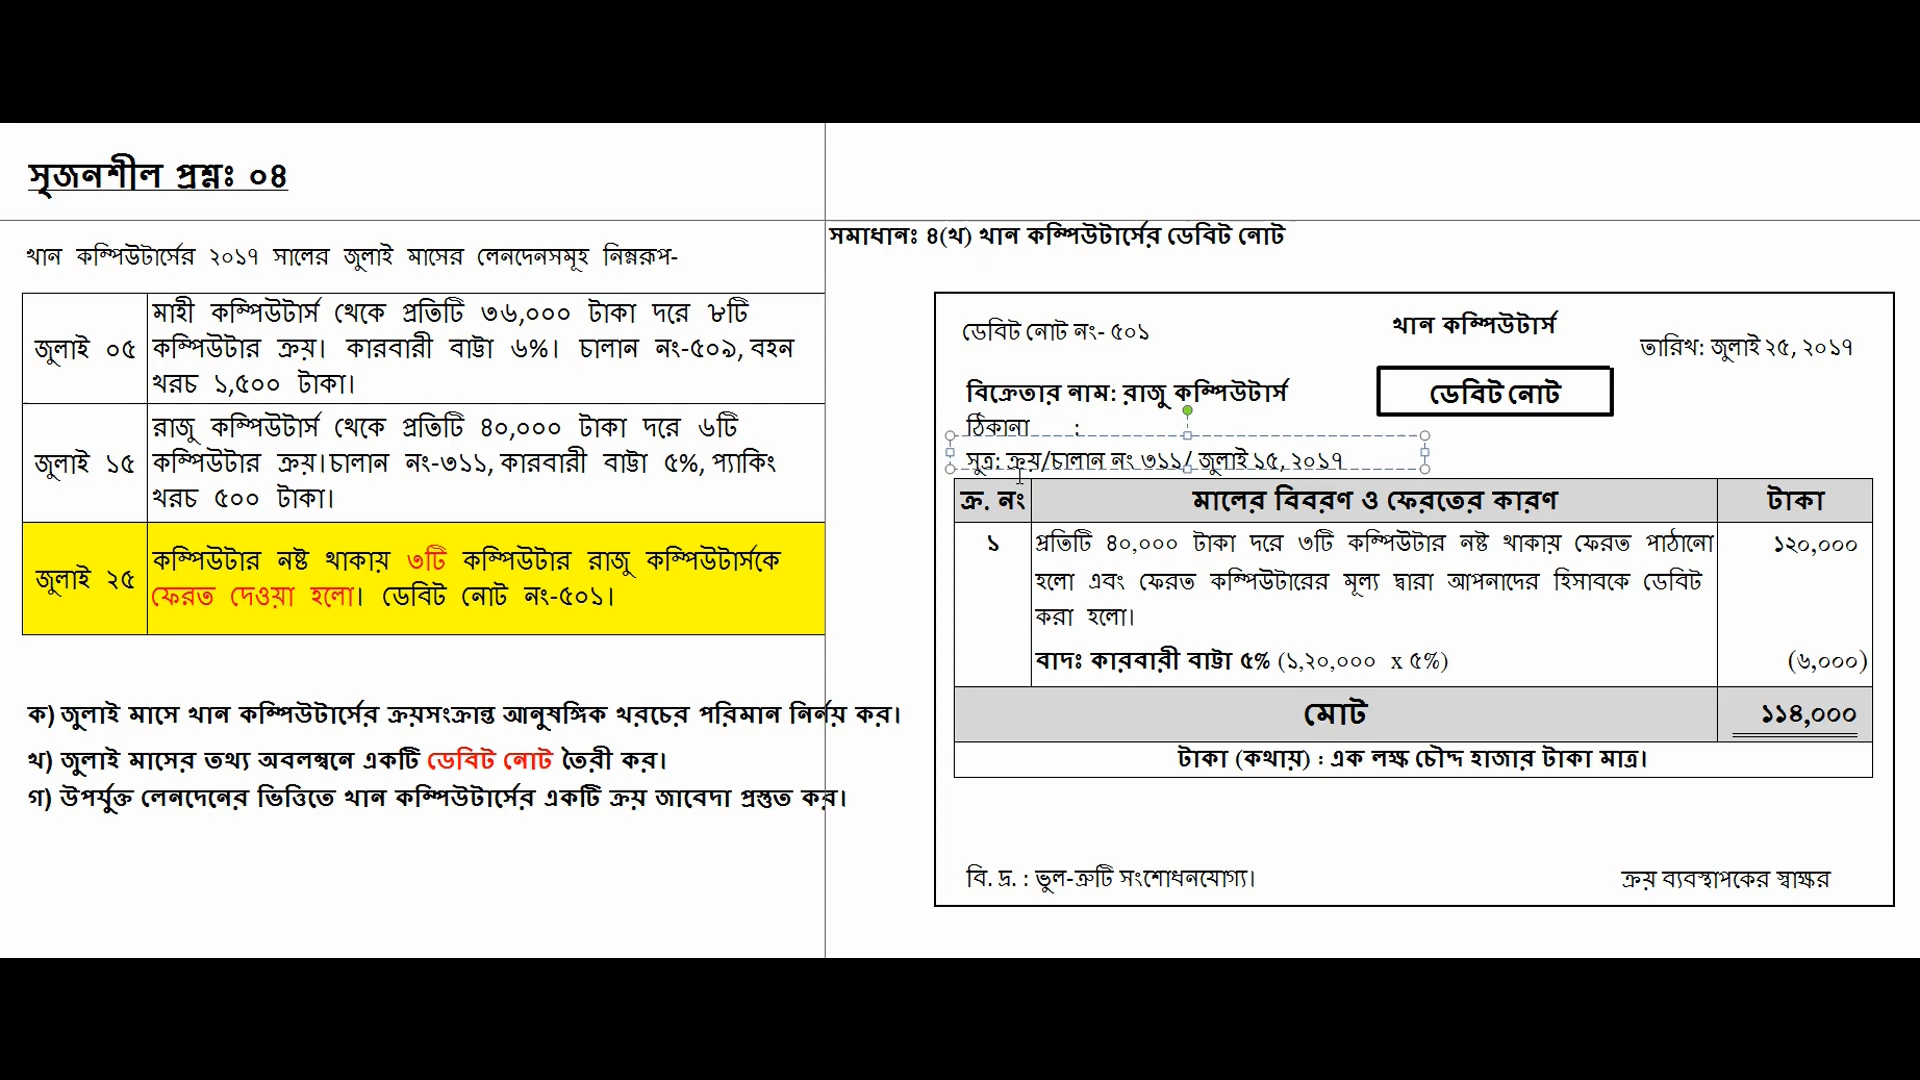 সৃজনশীল প্রশ্নঃ ০৪
খান কম্পিউটার্সের ২০১৭ সালের জুলাই মাসের লেনদেনসমূহ নিম্নরূপ-
জুলাই ০৫
মাহী কম্পিউটার্স থেকে প্রতিটি ৩৬,০০০ টাকা দরে ৮টি
কম্পিউটার ক্রয়। কারবারী বাট্টা ৬%। চালান নং-৫০৯, বহন
খরচ ১,৫০০ টাকা।
জুলাই ১৫
রাজু কম্পিউটার্স থেকে প্রতিটি ৪০,০০০ টাকা দরে ৬টি
কম্পিউটার ক্রয়।চালান নং-৩১১, কারবারী বাট্টা ৫%, প্যাকিং
খরচ ৫০০ টাকা।
জুলাই ২৫
কম্পিউটার নষ্ট থাকায় ৩টি কম্পিউটার রাজু কম্পিউটার্সকে
ফেরত দেওয়া হলো। ডেবিট নোট নং-৫০১।
ক) জুলাই মাসে খান কম্পিউটার্সের ক্রয়সংক্রান্ত আনুষঙ্গিক খরচের পরিমান নির্নয় কর।
খ) জুলাই মাসের তথ্য অবলম্বনে একটি ডেবিট নোট তৈরী কর।
গ) উপর্যুক্ত লেনদেনের ভিত্তিতে খান কম্পিউটার্সের একটি ক্রয় জাবেদা প্রস্তুত কর।
সমাধানঃ ৪(খ) খান কম্পিউটার্সের ডেবিট নোট
ডেবিট নোট নং- ৫০১
খান কম্পিউটার্স
তারিখ: জুলাই ২৫, ২০১৭
ডেবিট নোট
বিক্রেতার নাম: রাজু কম্পিউটার্স
ঠিকানা :
সুত্র: ক্রয়/চালান নং ৩১১/ জুলাই ১৫, ২০১৭
ক্র. নং মালের বিবরণ ও ফেরতের কারণ টাকা
১ প্রতিটি ৪০,০০০ টাকা দরে ৩টি কম্পিউটার নষ্ট থাকায় ফেরত পাঠানো ১২০,০০০
হলো এবং ফেরত কম্পিউটারের মূল্য দ্বারা আপনাদের হিসাবকে ডেবিট
করা হলো।
বাদঃ কারবারী বাট্টা ৫% (১,২০,০০০ x ৫%) (৬,০০০)
মোট ১১৪,০০০
টাকা (কথায়) : এক লক্ষ চৌদ্দ হাজার টাকা মাত্র।
বি. দ্র. : ভুল-ত্রুটি সংশোধনযোগ্য।
ক্রয় ব্যবস্থাপকের স্বাক্ষর